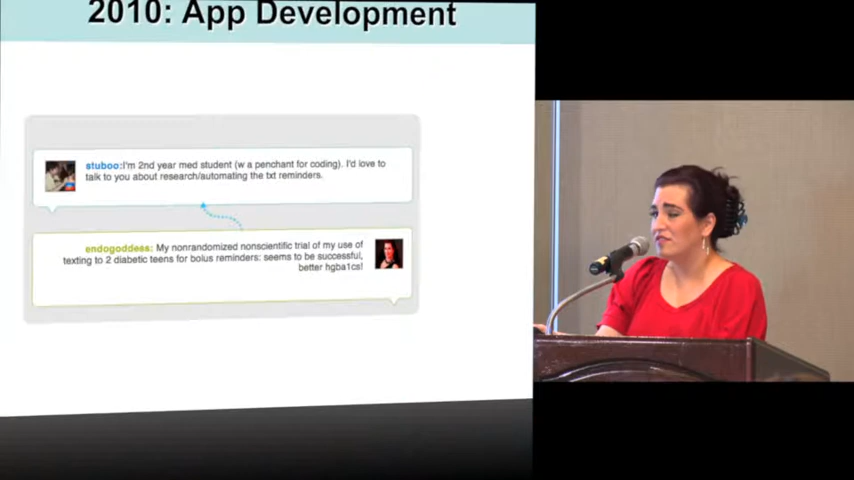 2010: App Development
stuboo:I'm 2nd year med student (w a penchant for coding). I'd love to
talk to you about research/automating the txt reminders.
endogoddess: My nonrandomized nonscientific trial of my use of
texting to 2 diabetic teens for bolus reminders: seems to be successful,
better hgba1cs!